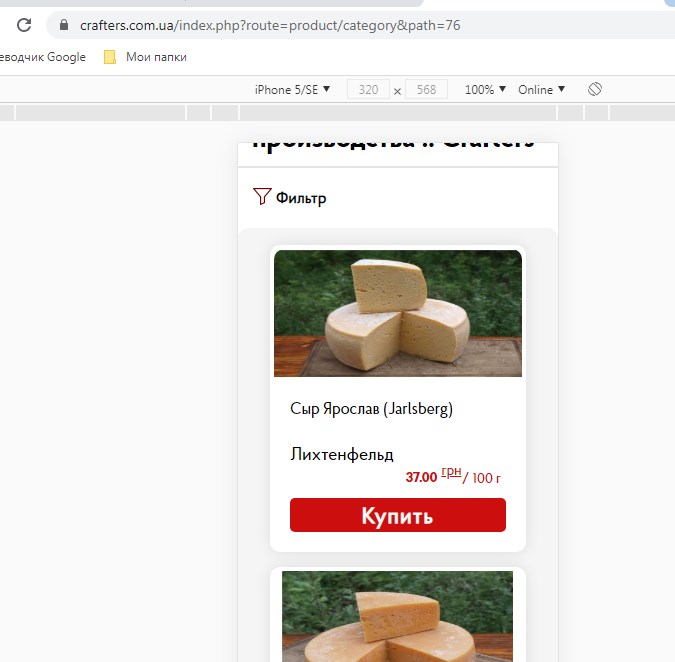 crafters.com.ua/index.php?route=product/category&path=76
еводчик Google Мои папки
iPhone 5/SE ▼ 320 × 568 100% ▼ Online ▼
производства :: Crafters
Фильтр
Сыр Ярослав (Jarlsberg)
Лихтенфельд
37.00 грн/ 100 г
Купить